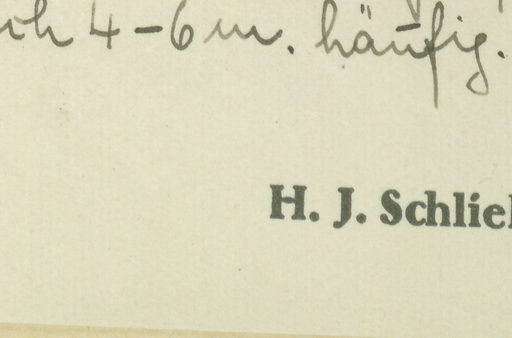 4-6 m. häufig.
H. J. Schlie